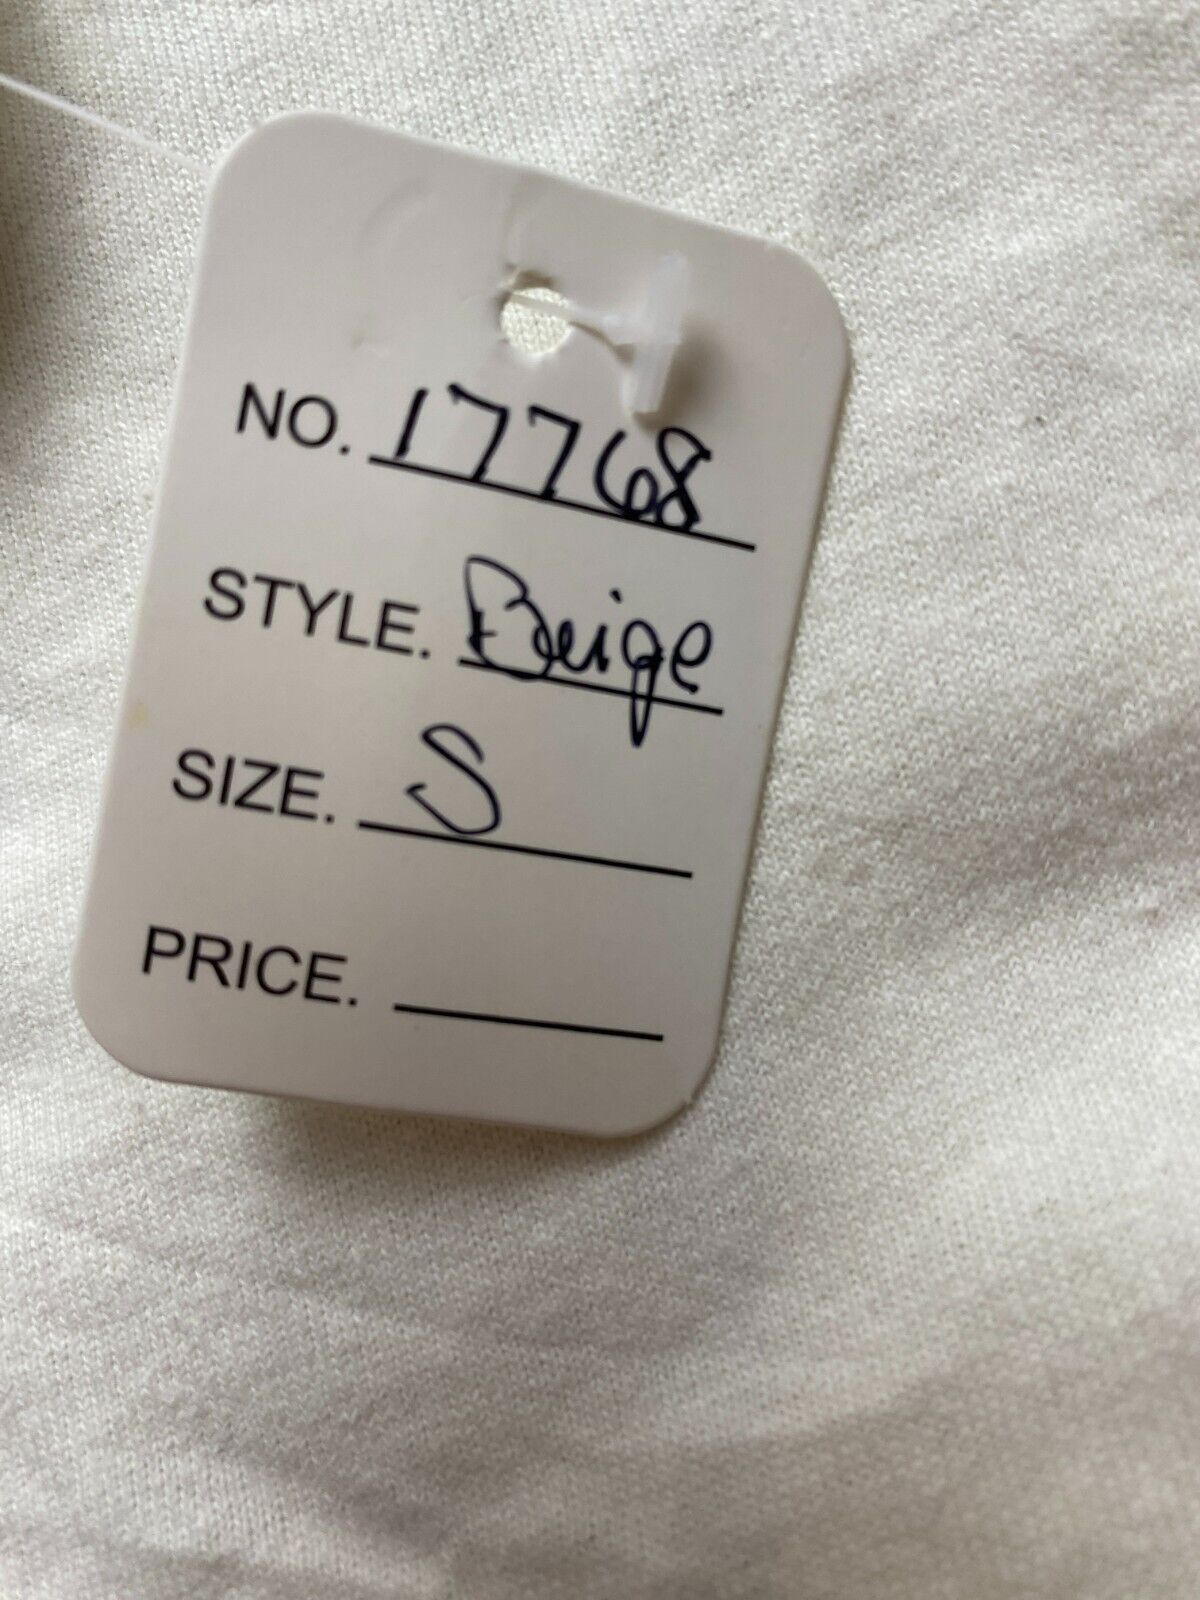 NO. 17768
STYLE. Beige
SIZE. S
PRICE.